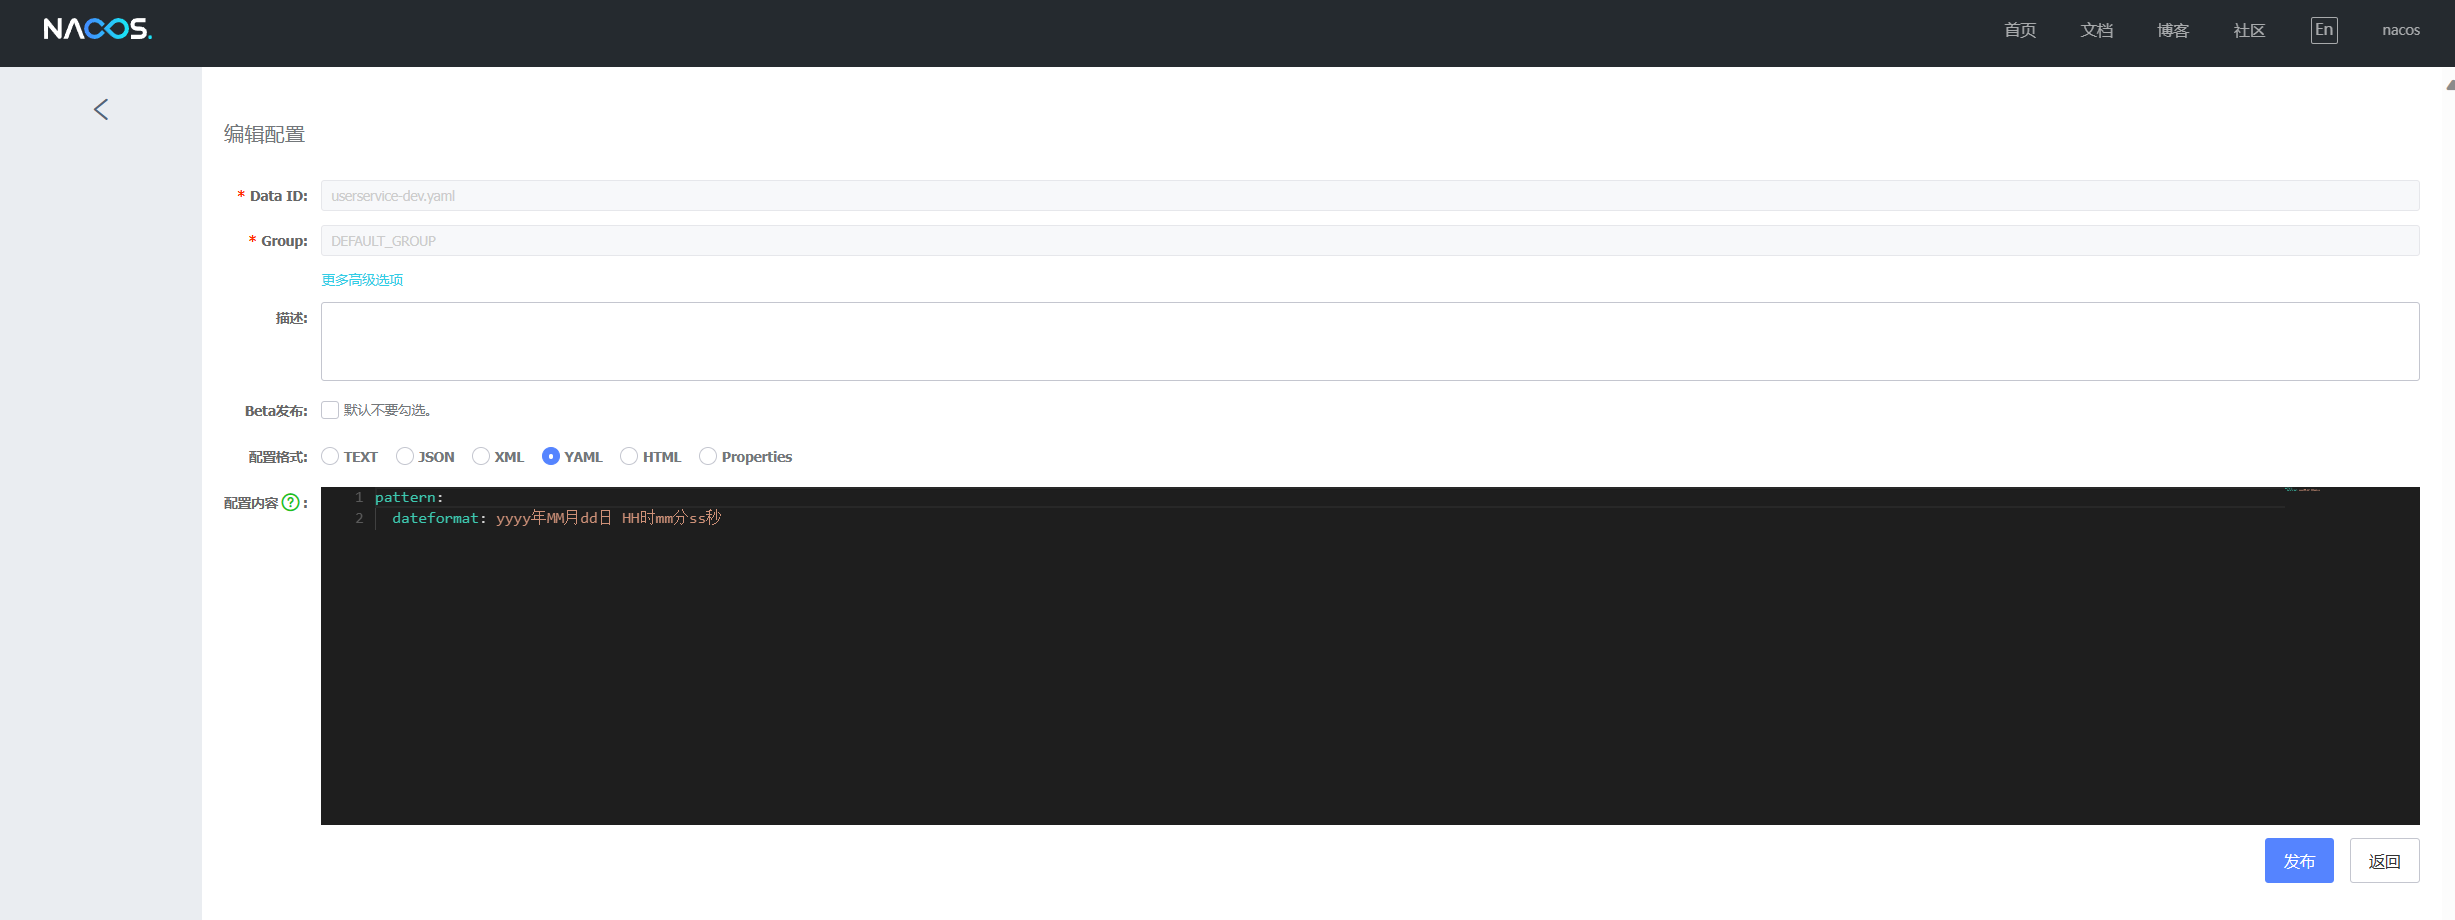 NACOS.
首页 文档 博客 社区 En nacos
编辑配置
* Data ID: userservice-dev.yaml
* Group: DEFAULT_GROUP
更多高级选项
描述:
Beta发布: 默认不要勾选。
配置格式: TEXT JSON XML YAML HTML Properties
配置内容 ? :
1 pattern:
2 dateformat: yyyy年MM月dd日 HH时mm分ss秒
发布 返回